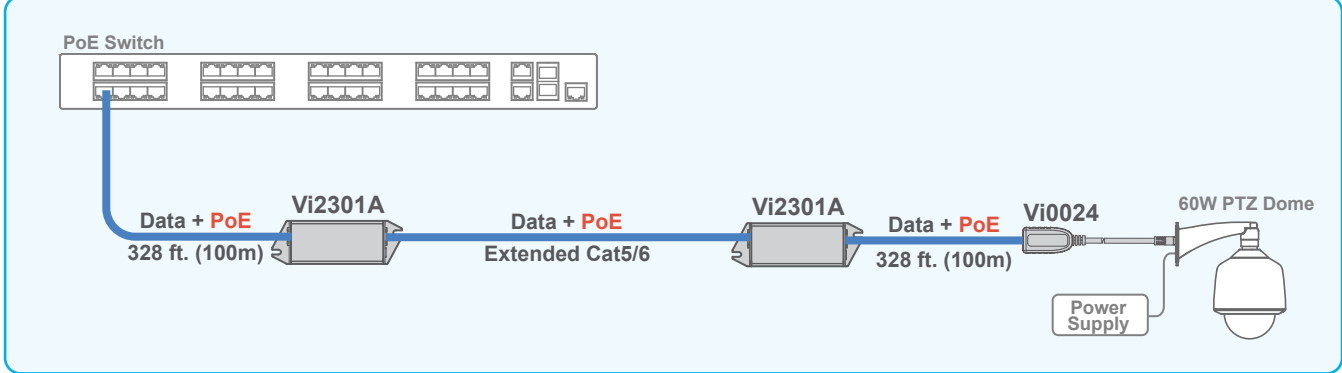 PoE Switch
Vi2301A
Vi2301A
Vi0024
60W PTZ Dome
Data + PoE
328 ft. (100m)
Data + PoE
Extended Cat5/6
Data + PoE
328 ft. (100m)
Power
Supply